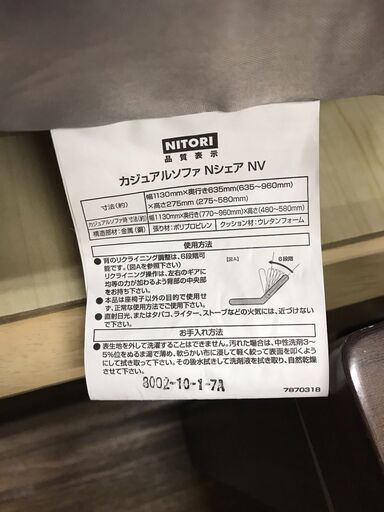 NITORI
品質表示
カジュアルソファ Nシェア NV
寸法(約) 幅1130mm×奥行き635mm(635〜960mm)×高さ275mm(275〜580mm)
カジュアルソファ時 寸法(約) 幅1130mm×奥行き(770〜960mm)×高さ(480〜580mm)
構造部材:金属(鋼) 張り材:ポリプロピレン クッション材:ウレタンフォーム
使用方法
●背のリクライニング調整は、6段階可
能です。(図Aを参照下さい)
リクライニング操作は、左右のギアに
均等の力が加わるよう背部の中央部
をお持ち下さい。
【図A】
6段階
●本品は座椅子以外の目的で使用せ
ず、正常な使用方法でご使用下さい。
●直射日光、またはタバコ、ライター、ストーブなどの火気には、近づけない
で下さい。
お手入れ方法
●表生地を外して洗濯することはできません。汚れた場合は、中性洗剤3〜
5%位をぬるま湯で薄め、軟らかい布に浸して軽く絞って表面を叩くよう
にして拭き取り、その後水拭きして洗剤液を拭き取り、自然乾燥
させて下さい。
8002-10-1-7A
7870318